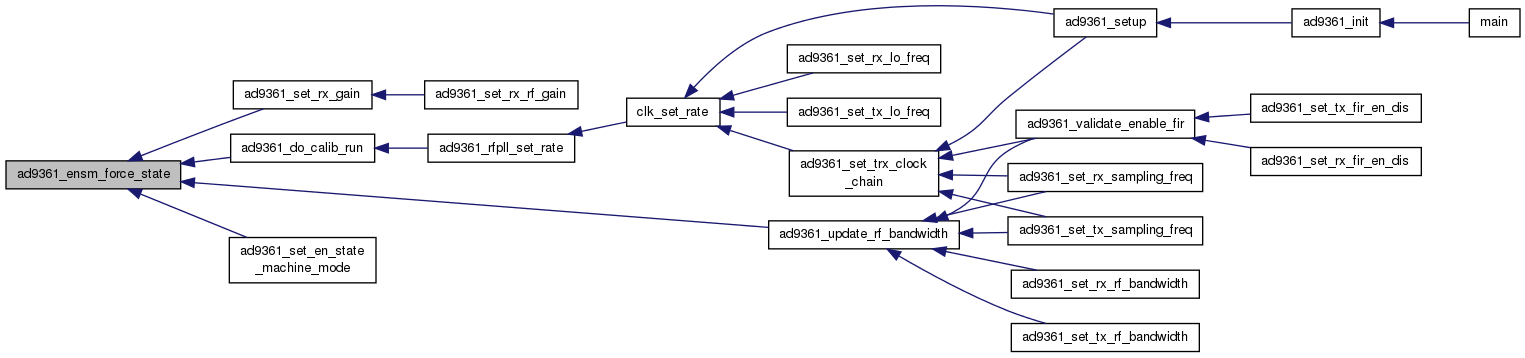 ad9361_setup
ad9361_init
main
ad9361_set_rx_lo_freq
ad9361_set_rx_gain
ad9361_set_rx_rf_gain
clk_set_rate
ad9361_set_tx_lo_freq
ad9361_set_tx_fir_en_dis
ad9361_validate_enable_fir
ad9361_do_calib_run
ad9361_rfpll_set_rate
ad9361_set_trx_clock
_chain
ad9361_set_rx_fir_en_dis
ad9361_ensm_force_state
ad9361_set_rx_sampling_freq
ad9361_update_rf_bandwidth
ad9361_set_tx_sampling_freq
ad9361_set_en_state
_machine_mode
ad9361_set_rx_rf_bandwidth
ad9361_set_tx_rf_bandwidth